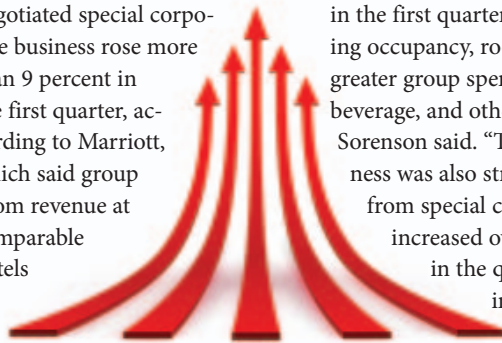 gotiated special corpo-
e business rose more
an 9 percent in
e first quarter, ac-
rding to Marriott,
ich said group
om revenue at
mparable
tels
in the first quarter
ing occupancy, ro
greater group spen
beverage, and oth
Sorenson said. “T
ness was also str
from special c
increased ov
in the q
in